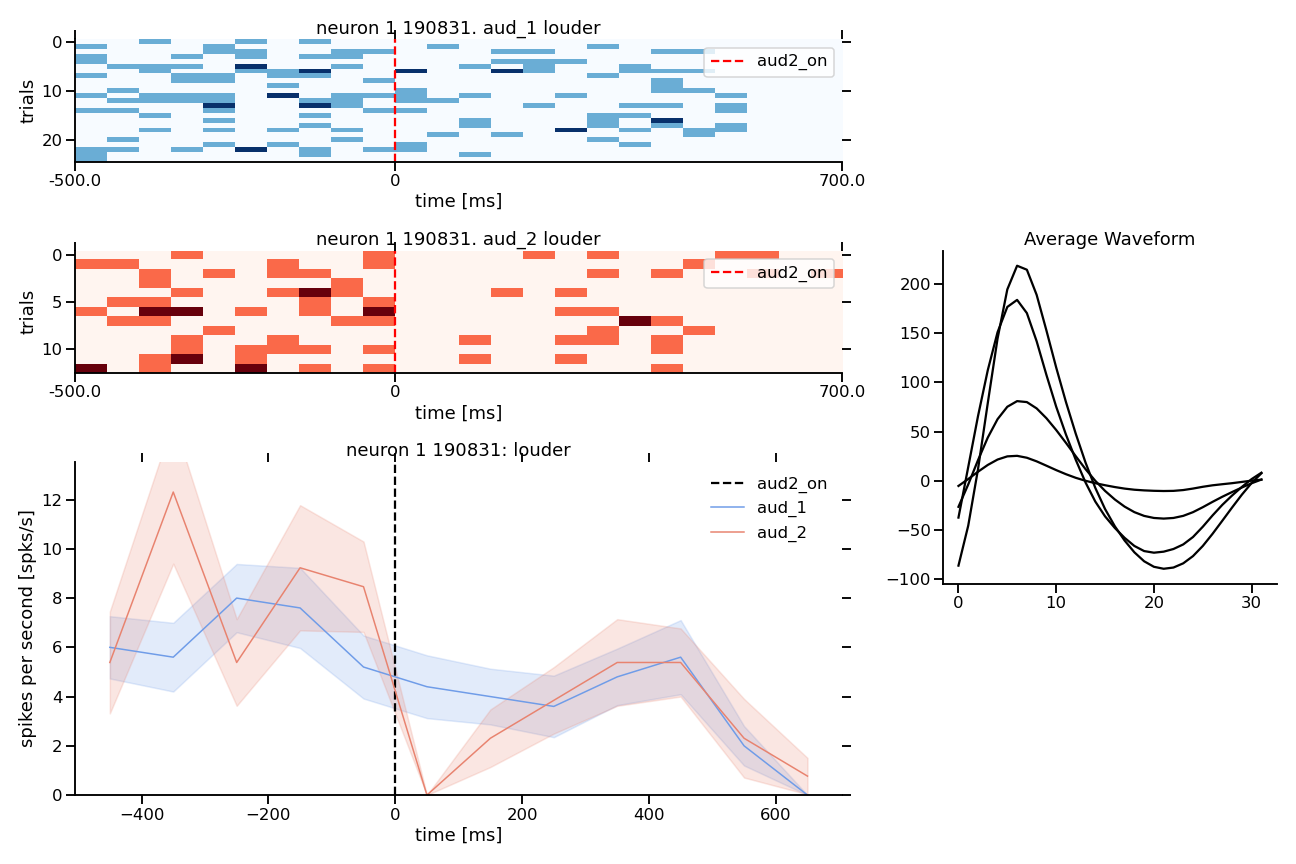 neuron 1 190831. aud_1 louder
trials
0
10
20
aud2_on
-500.0
0
700.0
time [ms]
neuron 1 190831. aud_2 louder
trials
0
5
10
aud2_on
-500.0
0
700.0
time [ms]
neuron 1 190831: louder
spikes per second [spks/s]
12
10
8
6
4
2
0
aud2_on
aud_1
aud_2
−400
−200
0
200
400
600
time [ms]
Average Waveform
200
150
100
50
0
−50
−100
0
10
20
30